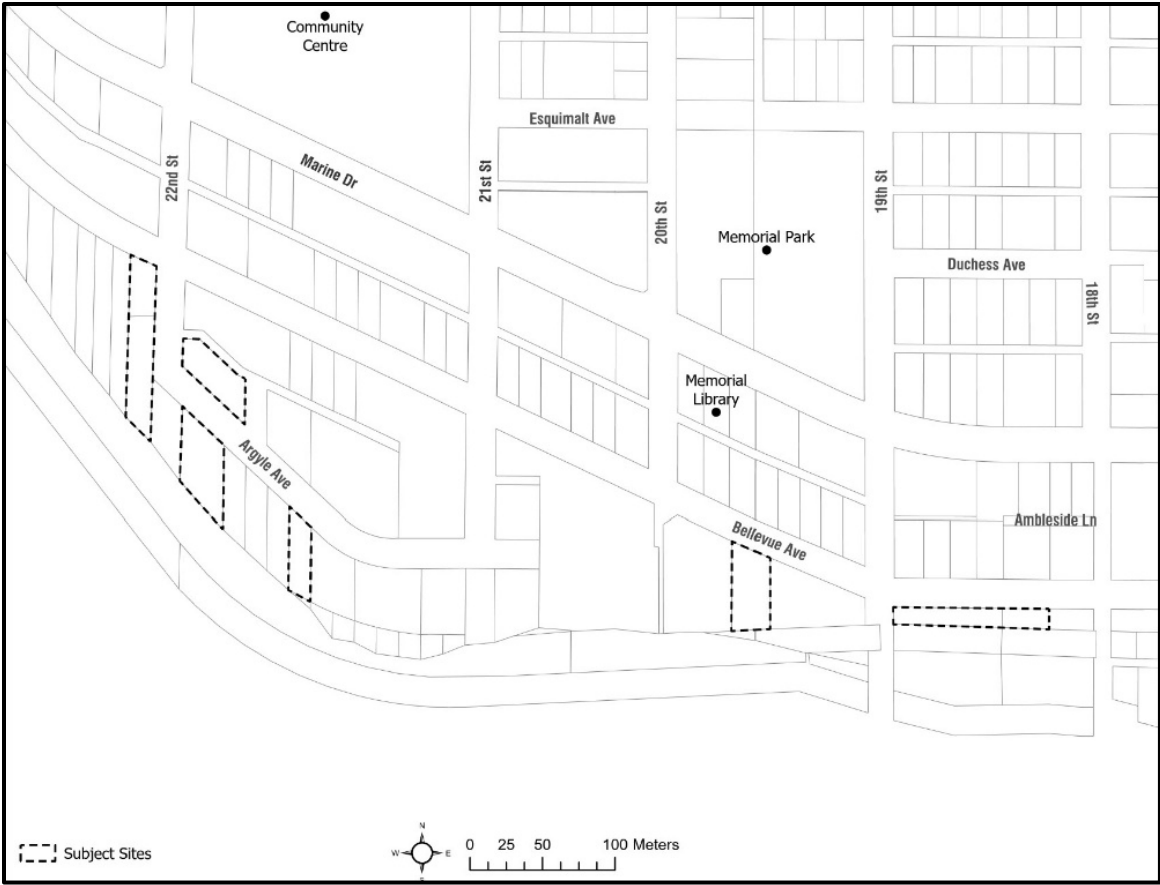 Community
Centre
Esquimalt Ave
Marine Dr
22nd St
21st St
20th St
19th St
Memorial Park
Duchess Ave
18th St
Memorial
Library
Argyle Ave
Bellevue Ave
Ambleside Ln
Subject Sites
N
W
E
S
0 25 50 100 Meters